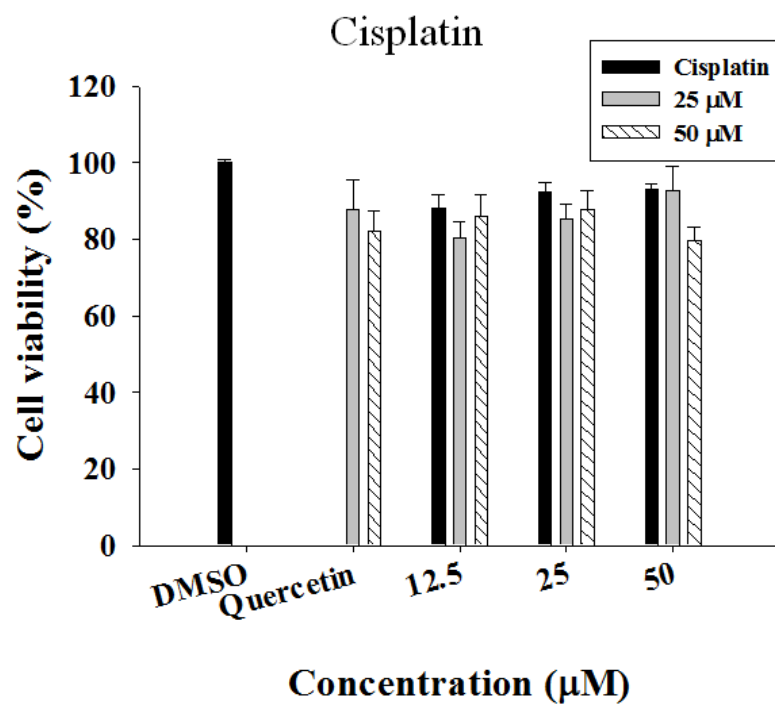 Cisplatin
Cisplatin
25 μM
50 μM
120
100
80
60
40
20
0
Cell viability (%)
DMSO
Quercetin
12.5
25
50
Concentration (μM)